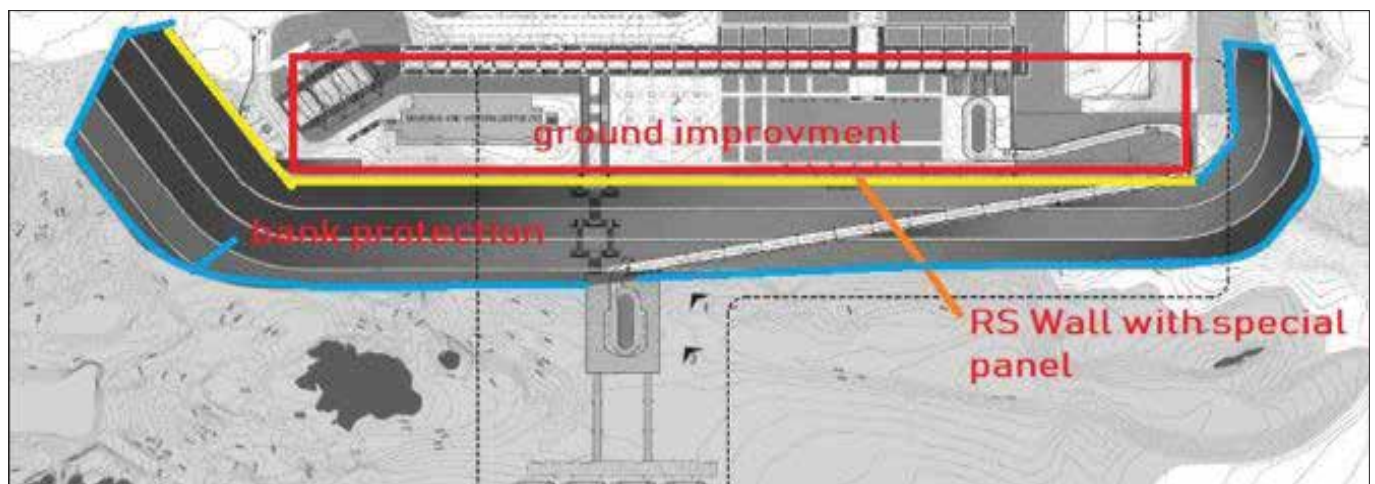 ground improvment
bank protection
RS Wall with special
panel